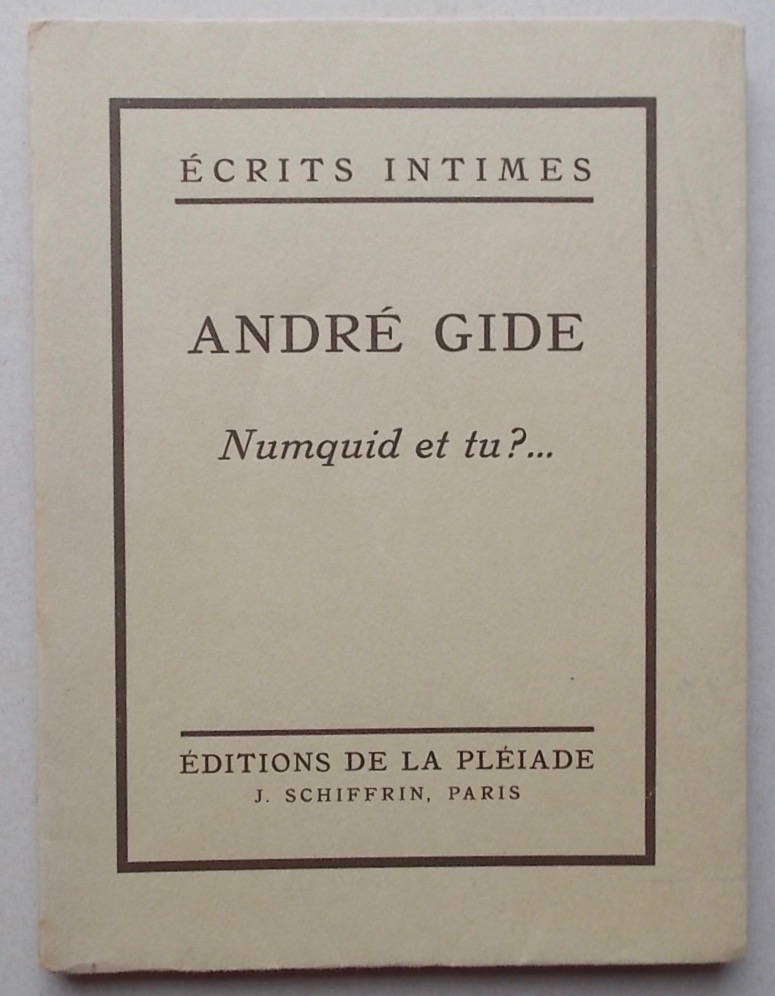 ÉCRITS INTIMES
ANDRÉ GIDE
Numquid et tu?...
ÉDITIONS DE LA PLÉIADE
J. SCHIFFRIN, PARIS